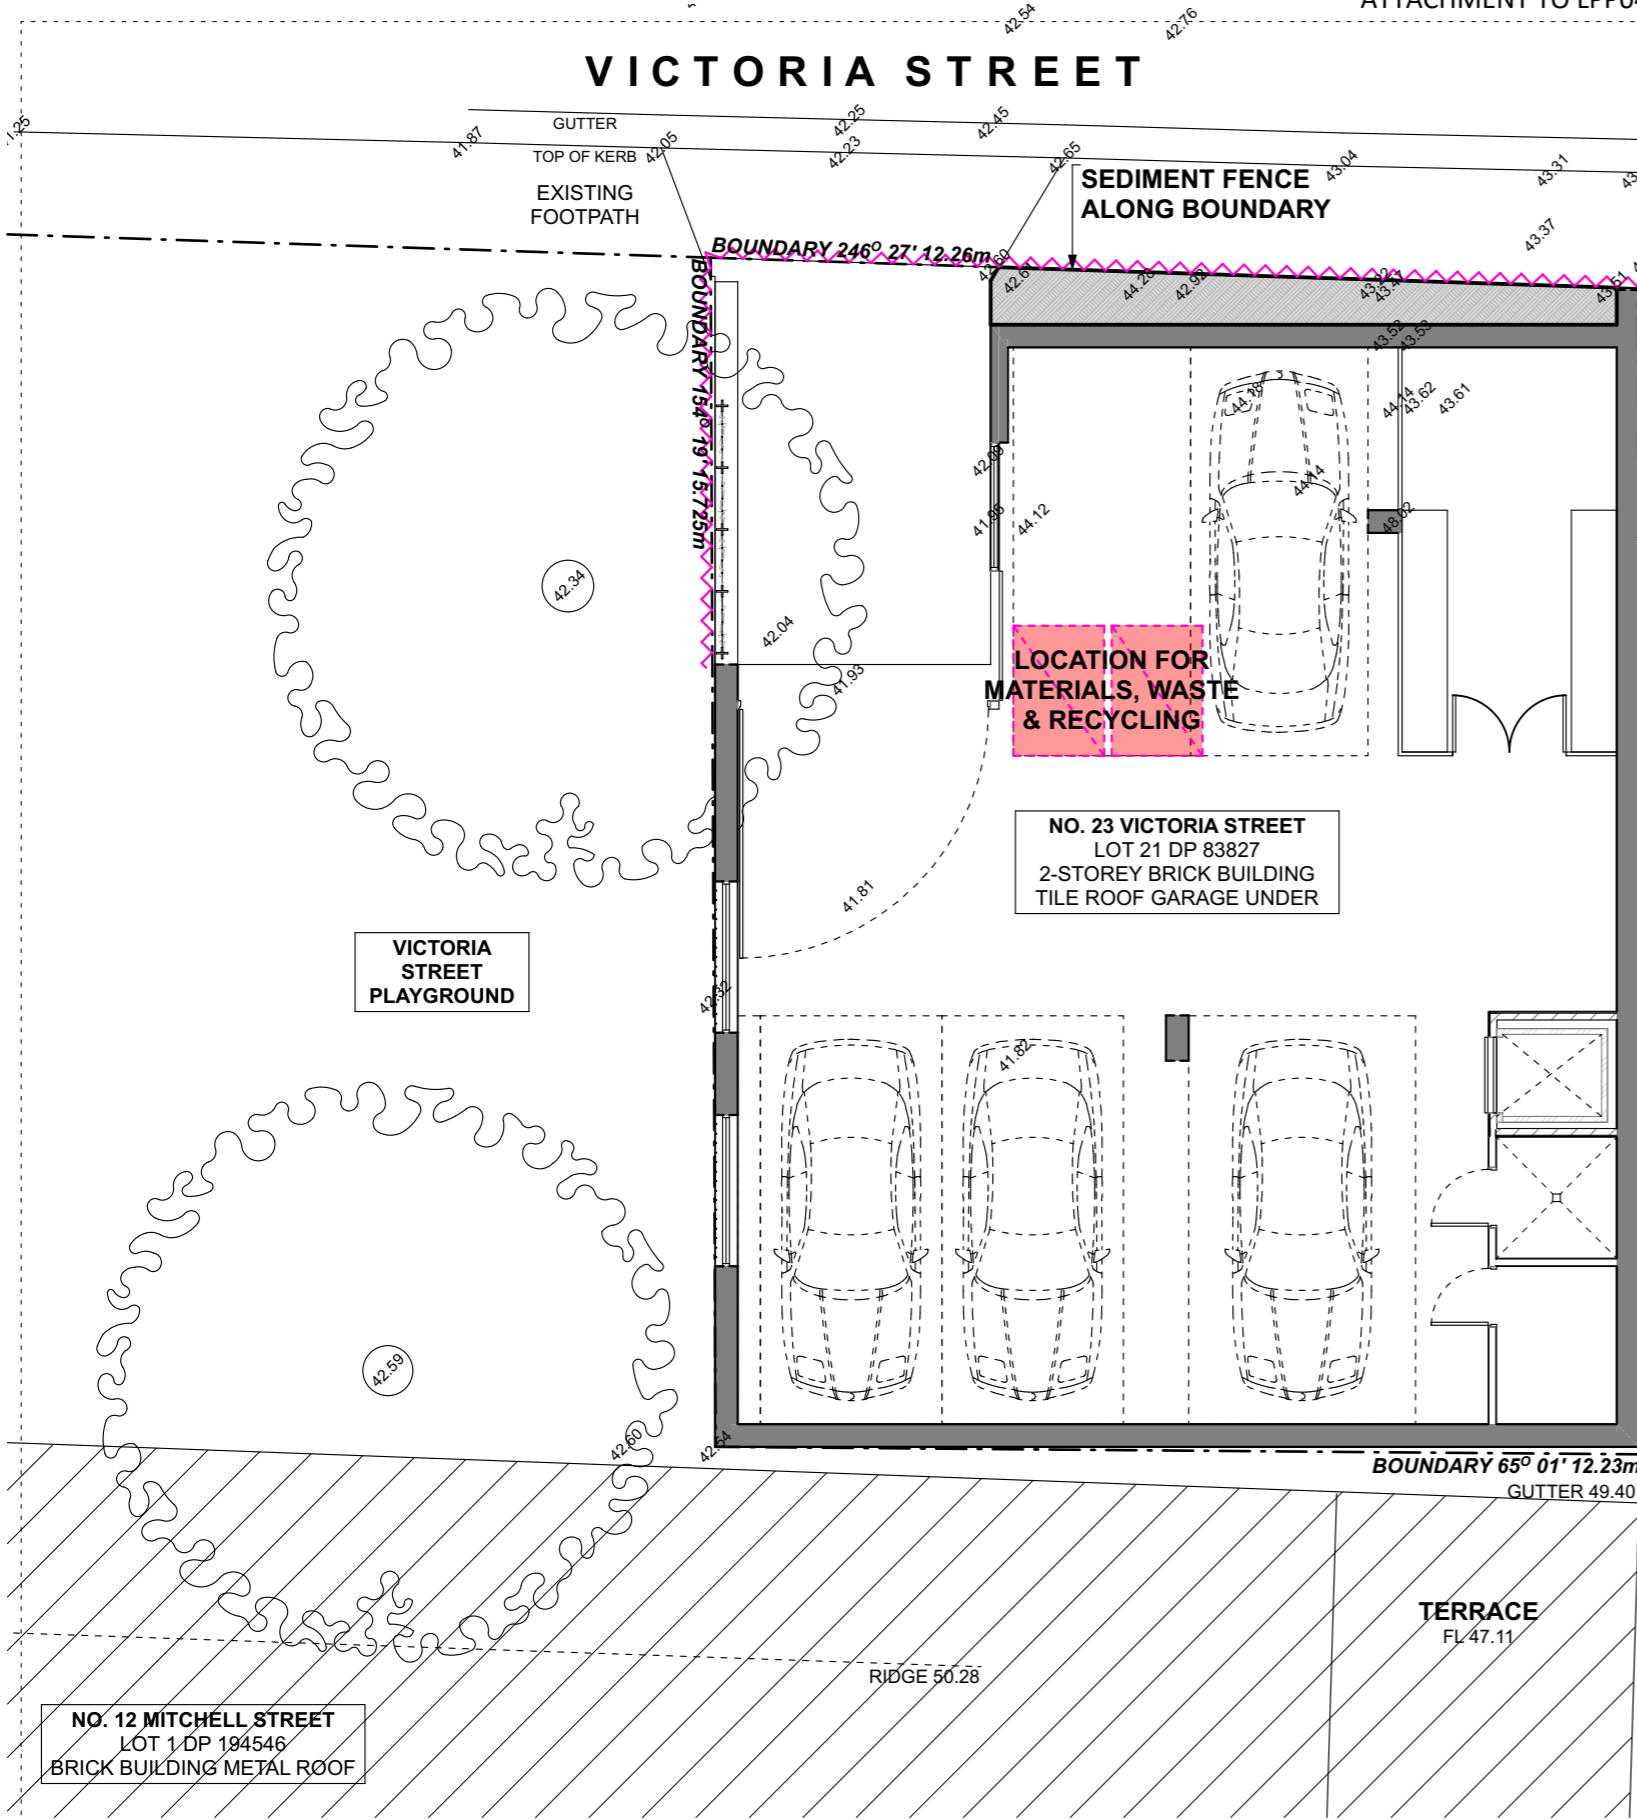 42.54
42.76
VICTORIA STREET
GUTTER
42.25
42.45
41.87
TOP OF KERB
42.05
42.23
42.65
43.04
43.31
EXISTING
FOOTPATH
SEDIMENT FENCE
ALONG BOUNDARY
43.37
BOUNDARY 246° 27' 12.26m
42.60
42.61
44.28
42.92
43.22
43.47
43.51
BOUNDARY 154° 19' 15.725m
43.52
43.53
44.18
44.14
43.62
43.61
42.09
41.96
44.12
44.14
48.02
42.34
42.04
41.93
LOCATION FOR
MATERIALS, WASTE
& RECYCLING
NO. 23 VICTORIA STREET
LOT 21 DP 83827
2-STOREY BRICK BUILDING
TILE ROOF GARAGE UNDER
41.81
VICTORIA
STREET
PLAYGROUND
42.32
41.82
42.59
42.60
42.54
BOUNDARY 65° 01' 12.23m
GUTTER 49.40
TERRACE
FL 47.11
RIDGE 50.28
NO. 12 MITCHELL STREET
LOT 1 DP 194546
BRICK BUILDING METAL ROOF